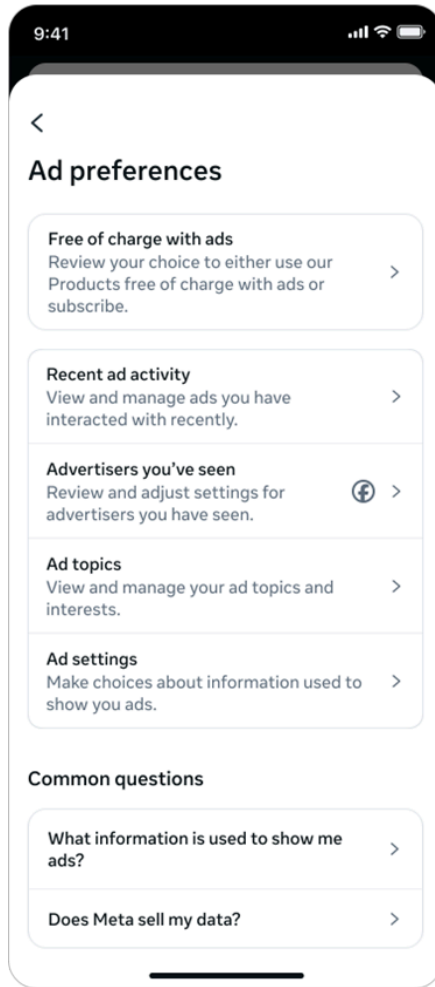 9:41
Ad preferences
Free of charge with ads
Review your choice to either use our
Products free of charge with ads or
subscribe.
Recent ad activity
View and manage ads you have
interacted with recently.
Advertisers you’ve seen
Review and adjust settings for
advertisers you have seen.
Ad topics
View and manage your ad topics and
interests.
Ad settings
Make choices about information used to
show you ads.
Common questions
What information is used to show me
ads?
Does Meta sell my data?